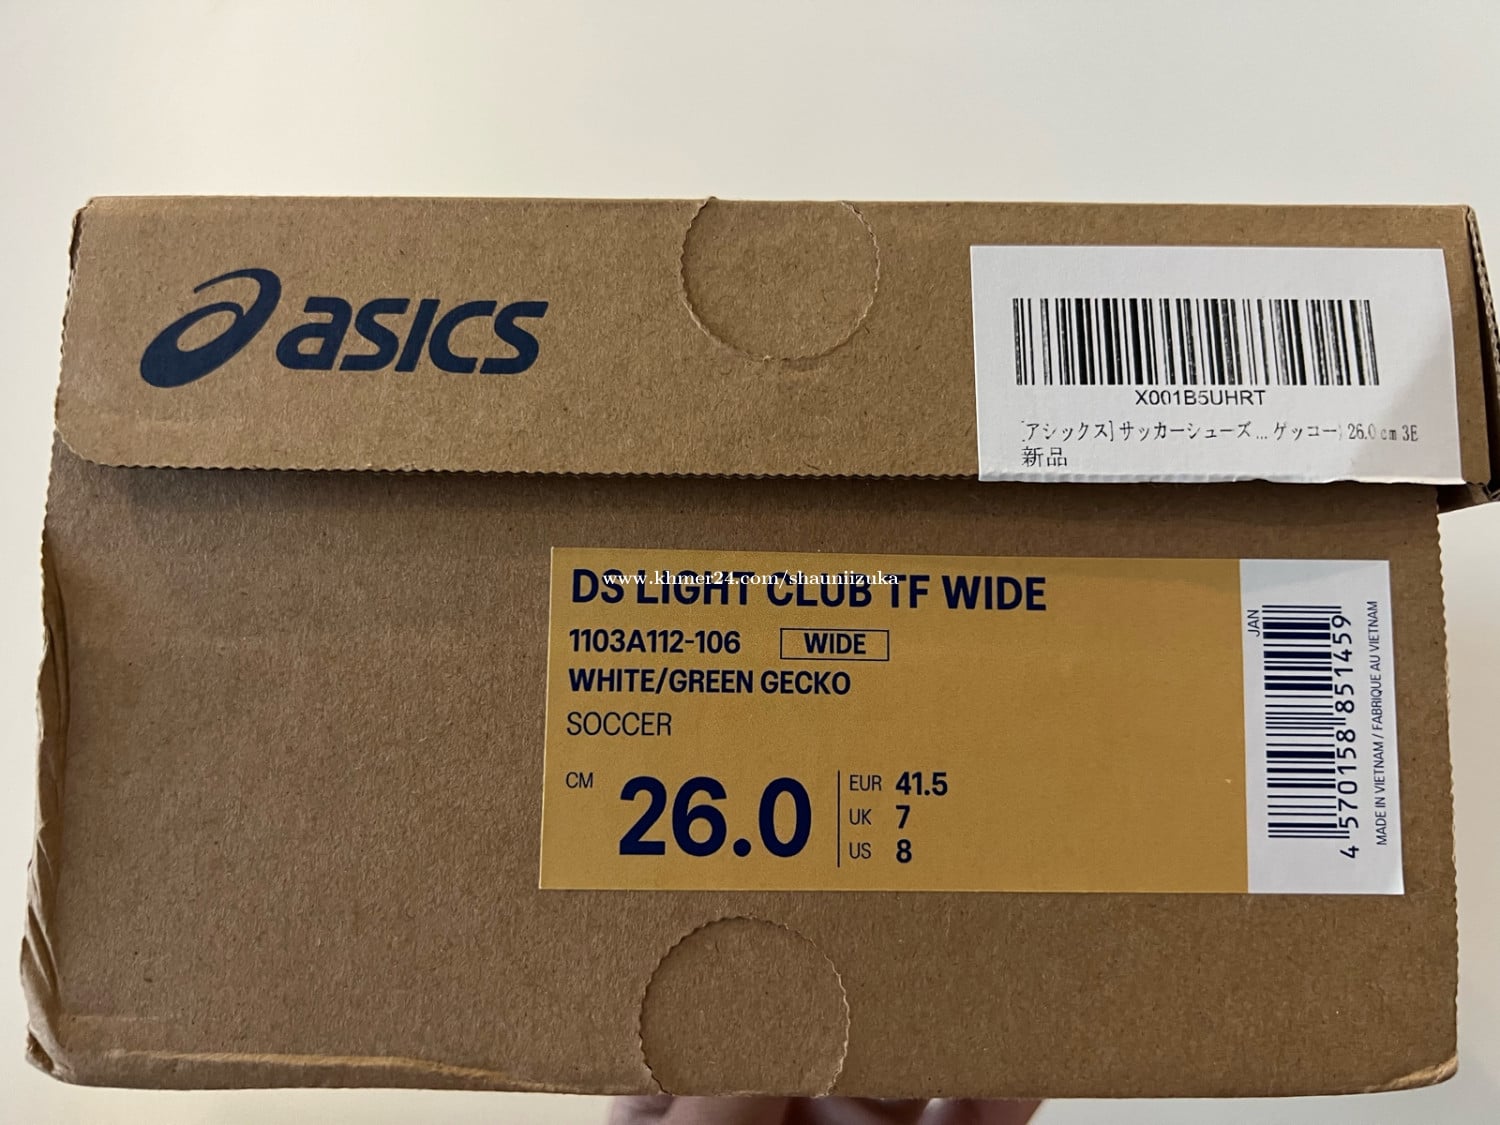 asics
X001B5UHRT
[アシックス] サッカーシューズ... ゲッコー) 26.0 cm 3E
新品
www.khmer24.com/shauniizuka
DS LIGHT CLUB TF WIDE
1103A112-106 WIDE
WHITE/GREEN GECKO
SOCCER
CM 26.0
EUR 41.5
UK 7
US 8
JAN
4570158851459
MADE IN VIETNAM / FABRIQUE AU VIETNAM